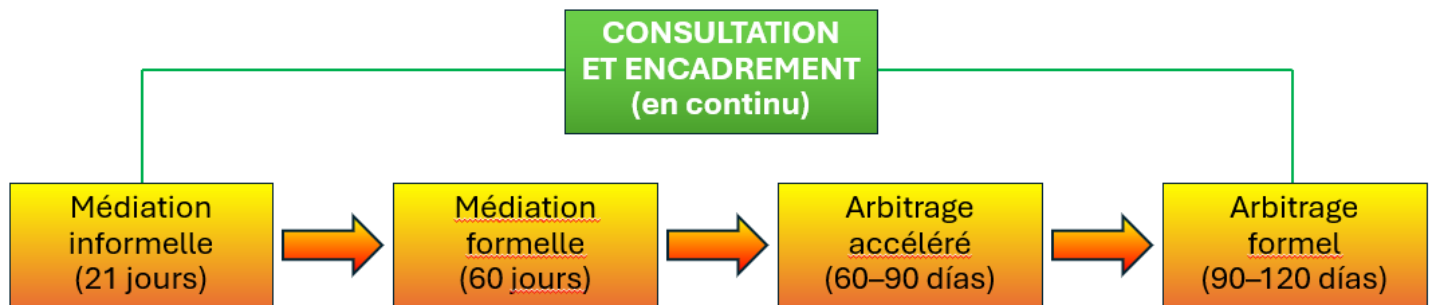 CONSULTATION
ET ENCADREMENT
(en continu)
Médiation
informelle
(21 jours)
Médiation
formelle
(60 jours)
Arbitrage
accéléré
(60–90 días)
Arbitrage
formel
(90–120 días)